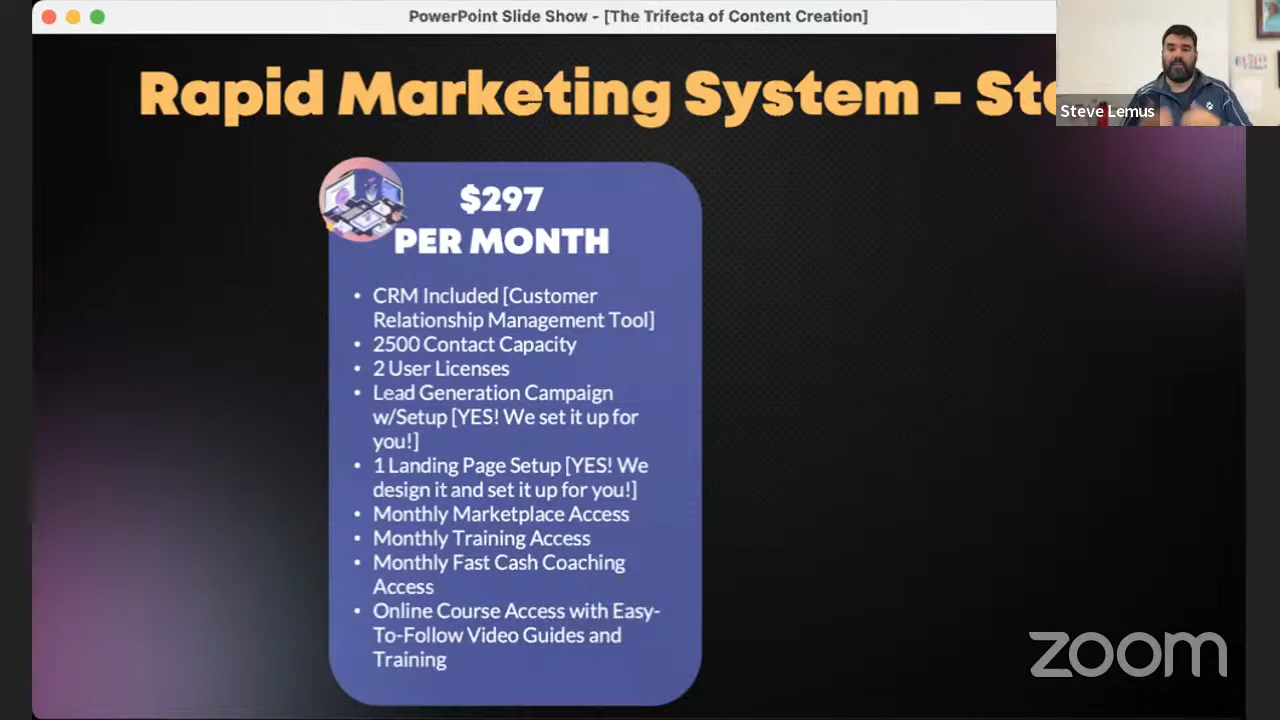 PowerPoint Slide Show - [The Trifecta of Content Creation]
Rapid Marketing System -
Steve Lemus
$297
PER MONTH
• CRM Included [Customer
Relationship Management Tool]
• 2500 Contact Capacity
• 2 User Licenses
• Lead Generation Campaign
w/Setup [YES! We set it up for
you!]
• 1 Landing Page Setup [YES! We
design it and set it up for you!]
• Monthly Marketplace Access
• Monthly Training Access
• Monthly Fast Cash Coaching
Access
• Online Course Access with Easy-
To-Follow Video Guides and
Training
zoom